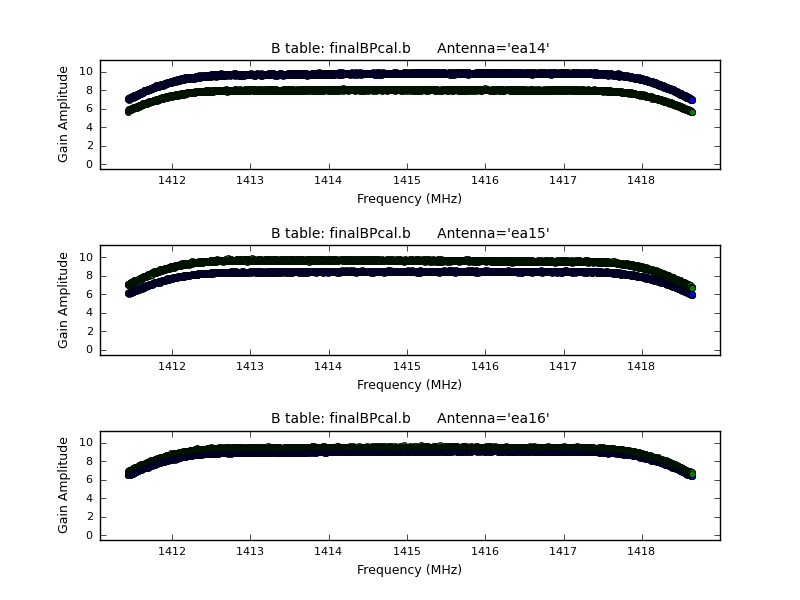 B table: finalBPcal.b Antenna='ea14'
Gain Amplitude
10
8
6
4
2
0
1412 1413 1414 1415 1416 1417 1418
Frequency (MHz)
B table: finalBPcal.b Antenna='ea15'
Gain Amplitude
10
8
6
4
2
0
1412 1413 1414 1415 1416 1417 1418
Frequency (MHz)
B table: finalBPcal.b Antenna='ea16'
Gain Amplitude
10
8
6
4
2
0
1412 1413 1414 1415 1416 1417 1418
Frequency (MHz)